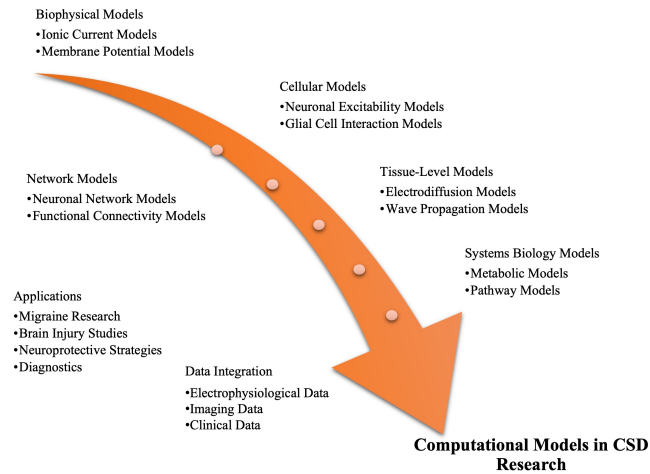 Biophysical Models
•Ionic Current Models
•Membrane Potential Models
Cellular Models
•Neuronal Excitability Models
•Glial Cell Interaction Models
Network Models
•Neuronal Network Models
•Functional Connectivity Models
Tissue-Level Models
•Electrodiffusion Models
•Wave Propagation Models
Systems Biology Models
•Metabolic Models
•Pathway Models
Applications
•Migraine Research
•Brain Injury Studies
•Neuroprotective Strategies
•Diagnostics
Data Integration
•Electrophysiological Data
•Imaging Data
•Clinical Data
Computational Models in CSD
Research